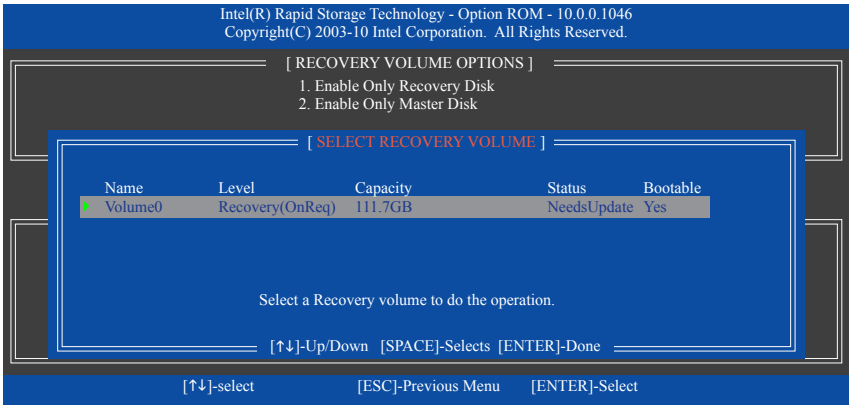 Intel(R) Rapid Storage Technology - Option ROM - 10.0.0.1046
Copyright(C) 2003-10 Intel Corporation.  All Rights Reserved.
[ RECOVERY VOLUME OPTIONS ]
1. Enable Only Recovery Disk
2. Enable Only Master Disk
[ SELECT RECOVERY VOLUME ]
Name Level Capacity Status Bootable
Volume0 Recovery(OnReq) 111.7GB NeedsUpdate Yes
Select a Recovery volume to do the operation.
[↑↓]-Up/Down [SPACE]-Selects [ENTER]-Done
[↑↓]-select [ESC]-Previous Menu [ENTER]-Select